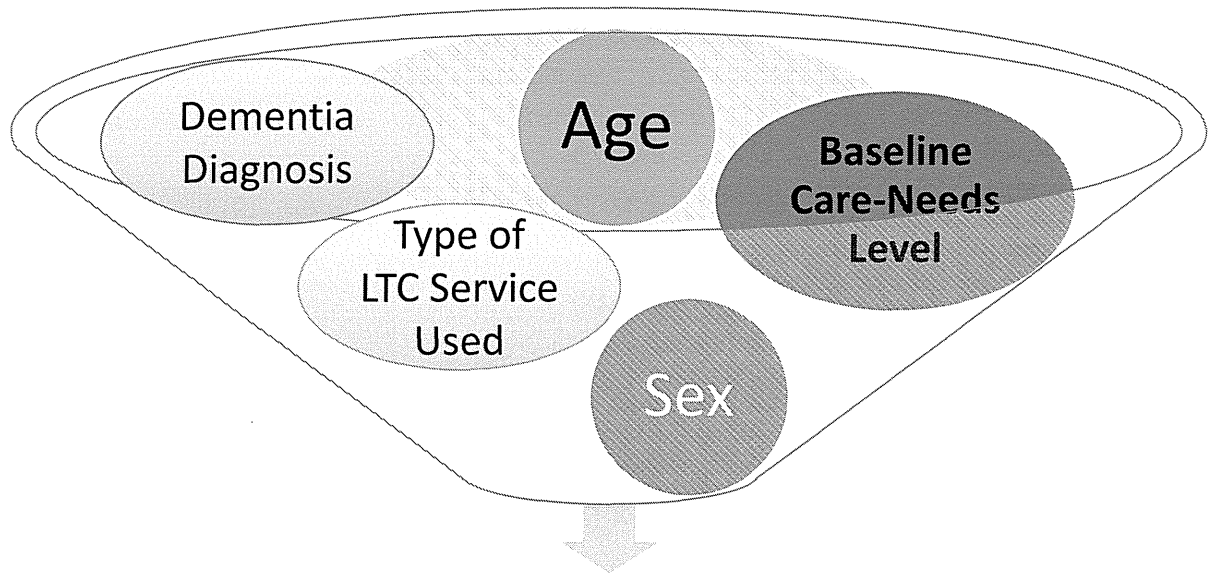 Dementia
Diagnosis
Age
Baseline
Care-Needs
Level
Type of
LTC Service
Used
Sex